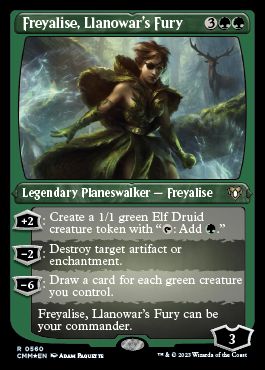 Freyalise, Llanowar's Fury 3
Legendary Planeswalker — Freyalise
+2: Create a 1/1 green Elf Druid
creature token with ":Add ."
−2: Destroy target artifact or
enchantment.
−6: Draw a card for each green creature
you control.
Freyalise, Llanowar's Fury can be
your commander.
3
R 0560
CMM★EN Adam Paquette
™ & © 2023 Wizards of the Coast